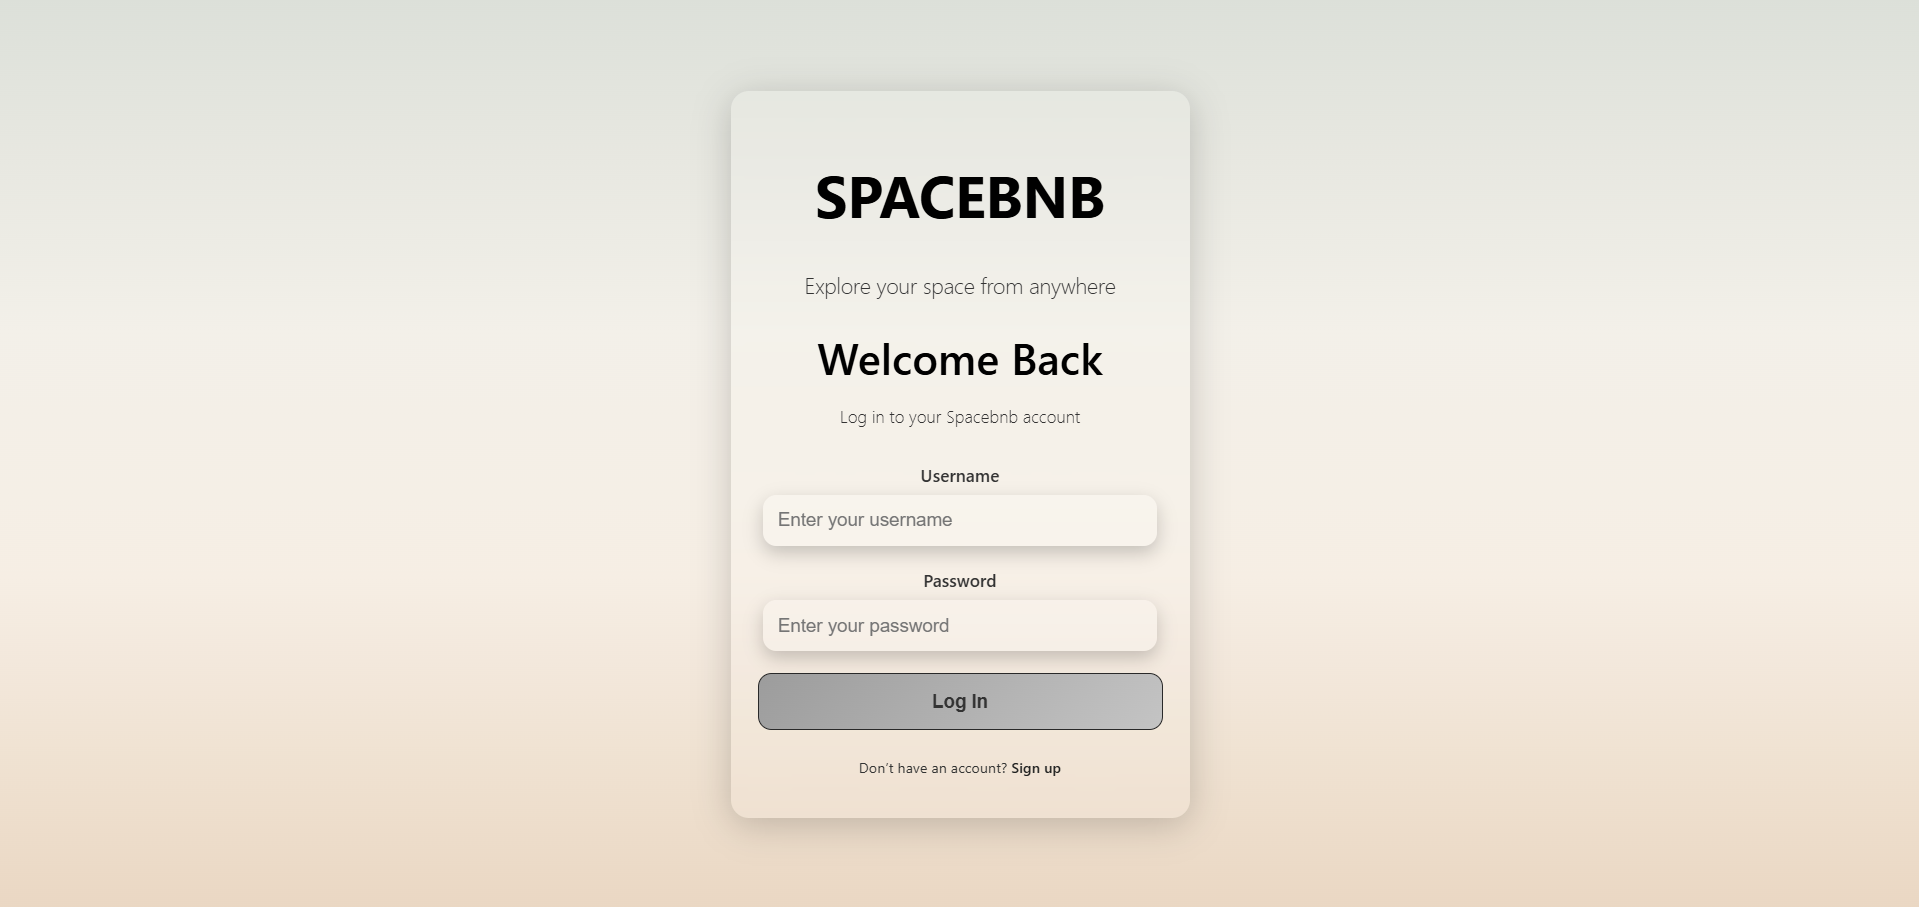 SPACEBNB
Explore your space from anywhere
Welcome Back
Log in to your Spacebnb account
Username
Enter your username
Password
Enter your password
Log In
Don’t have an account? Sign up